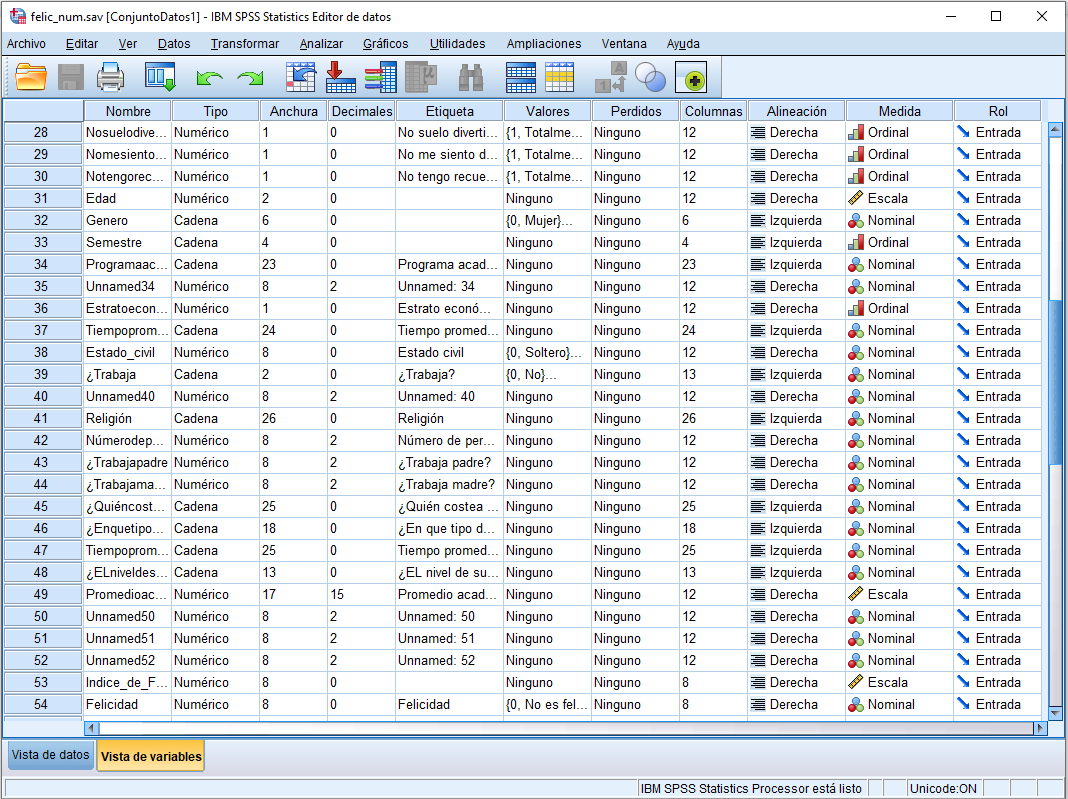 felic_num.sav [ConjuntoDatos1] - IBM SPSS Statistics Editor de datos
Archivo Editar Ver Datos Transformar Analizar Gráficos Utilidades Ampliaciones Ventana Ayuda
Nombre Tipo Anchura Decimales Etiqueta Valores Perdidos Columnas Alineación Medida Rol
28 Nosuelodive... Numérico 1 0 No suelo diverti... {1, Totalme... Ninguno 12 Derecha Ordinal Entrada
29 Nomesiento... Numérico 1 0 No me siento d... {1, Totalme... Ninguno 12 Derecha Ordinal Entrada
30 Notengorec... Numérico 1 0 No tengo recue... {1, Totalme... Ninguno 12 Derecha Ordinal Entrada
31 Edad Numérico 2 0 Ninguno Ninguno 12 Derecha Escala Entrada
32 Genero Cadena 6 0 {0, Mujer}... Ninguno 6 Izquierda Nominal Entrada
33 Semestre Cadena 4 0 Ninguno Ninguno 4 Izquierda Ordinal Entrada
34 Programaac... Cadena 23 0 Programa acad... Ninguno Ninguno 23 Izquierda Nominal Entrada
35 Unnamed34 Numérico 8 2 Unnamed: 34 Ninguno Ninguno 12 Derecha Nominal Entrada
36 Estratoecon... Numérico 1 0 Estrato econó... Ninguno Ninguno 12 Derecha Ordinal Entrada
37 Tiempoprom... Cadena 24 0 Tiempo promed... Ninguno Ninguno 24 Izquierda Nominal Entrada
38 Estado_civil Numérico 8 0 Estado civil {0, Soltero}... Ninguno 12 Derecha Nominal Entrada
39 ¿Trabaja Cadena 2 0 ¿Trabaja? {0, No}... Ninguno 13 Derecha Nominal Entrada
40 Unnamed40 Numérico 8 2 Unnamed: 40 Ninguno Ninguno 12 Derecha Nominal Entrada
41 Religión Cadena 26 0 Religión Ninguno Ninguno 26 Izquierda Nominal Entrada
42 Númerodep... Numérico 8 2 Número de per... Ninguno Ninguno 12 Derecha Nominal Entrada
43 ¿Trabajapadre Numérico 8 2 ¿Trabaja padre? Ninguno Ninguno 12 Derecha Nominal Entrada
44 ¿Trabajama... Numérico 8 2 ¿Trabaja madre? Ninguno Ninguno 12 Derecha Nominal Entrada
45 ¿Quiéncost... Cadena 25 0 ¿Quién costea ... Ninguno Ninguno 25 Izquierda Nominal Entrada
46 ¿Enquetipo... Cadena 18 0 ¿En que tipo d... Ninguno Ninguno 18 Izquierda Nominal Entrada
47 Tiempoprom... Cadena 25 0 Tiempo promed... Ninguno Ninguno 25 Izquierda Nominal Entrada
48 ¿ELniveldes... Cadena 13 0 ¿EL nivel de su... Ninguno Ninguno 13 Izquierda Nominal Entrada
49 Promedioac... Numérico 17 15 Promedio acad... Ninguno Ninguno 12 Derecha Escala Entrada
50 Unnamed50 Numérico 8 2 Unnamed: 50 Ninguno Ninguno 12 Derecha Nominal Entrada
51 Unnamed51 Numérico 8 2 Unnamed: 51 Ninguno Ninguno 12 Derecha Nominal Entrada
52 Unnamed52 Numérico 8 2 Unnamed: 52 Ninguno Ninguno 12 Derecha Nominal Entrada
53 Indice_de_F... Numérico 8 0 Ninguno Ninguno 8 Derecha Escala Entrada
54 Felicidad Numérico 8 0 Felicidad {0, No es fel... Ninguno 8 Derecha Nominal Entrada
Vista de datos Vista de variables
IBM SPSS Statistics Processor está listo Unicode:ON